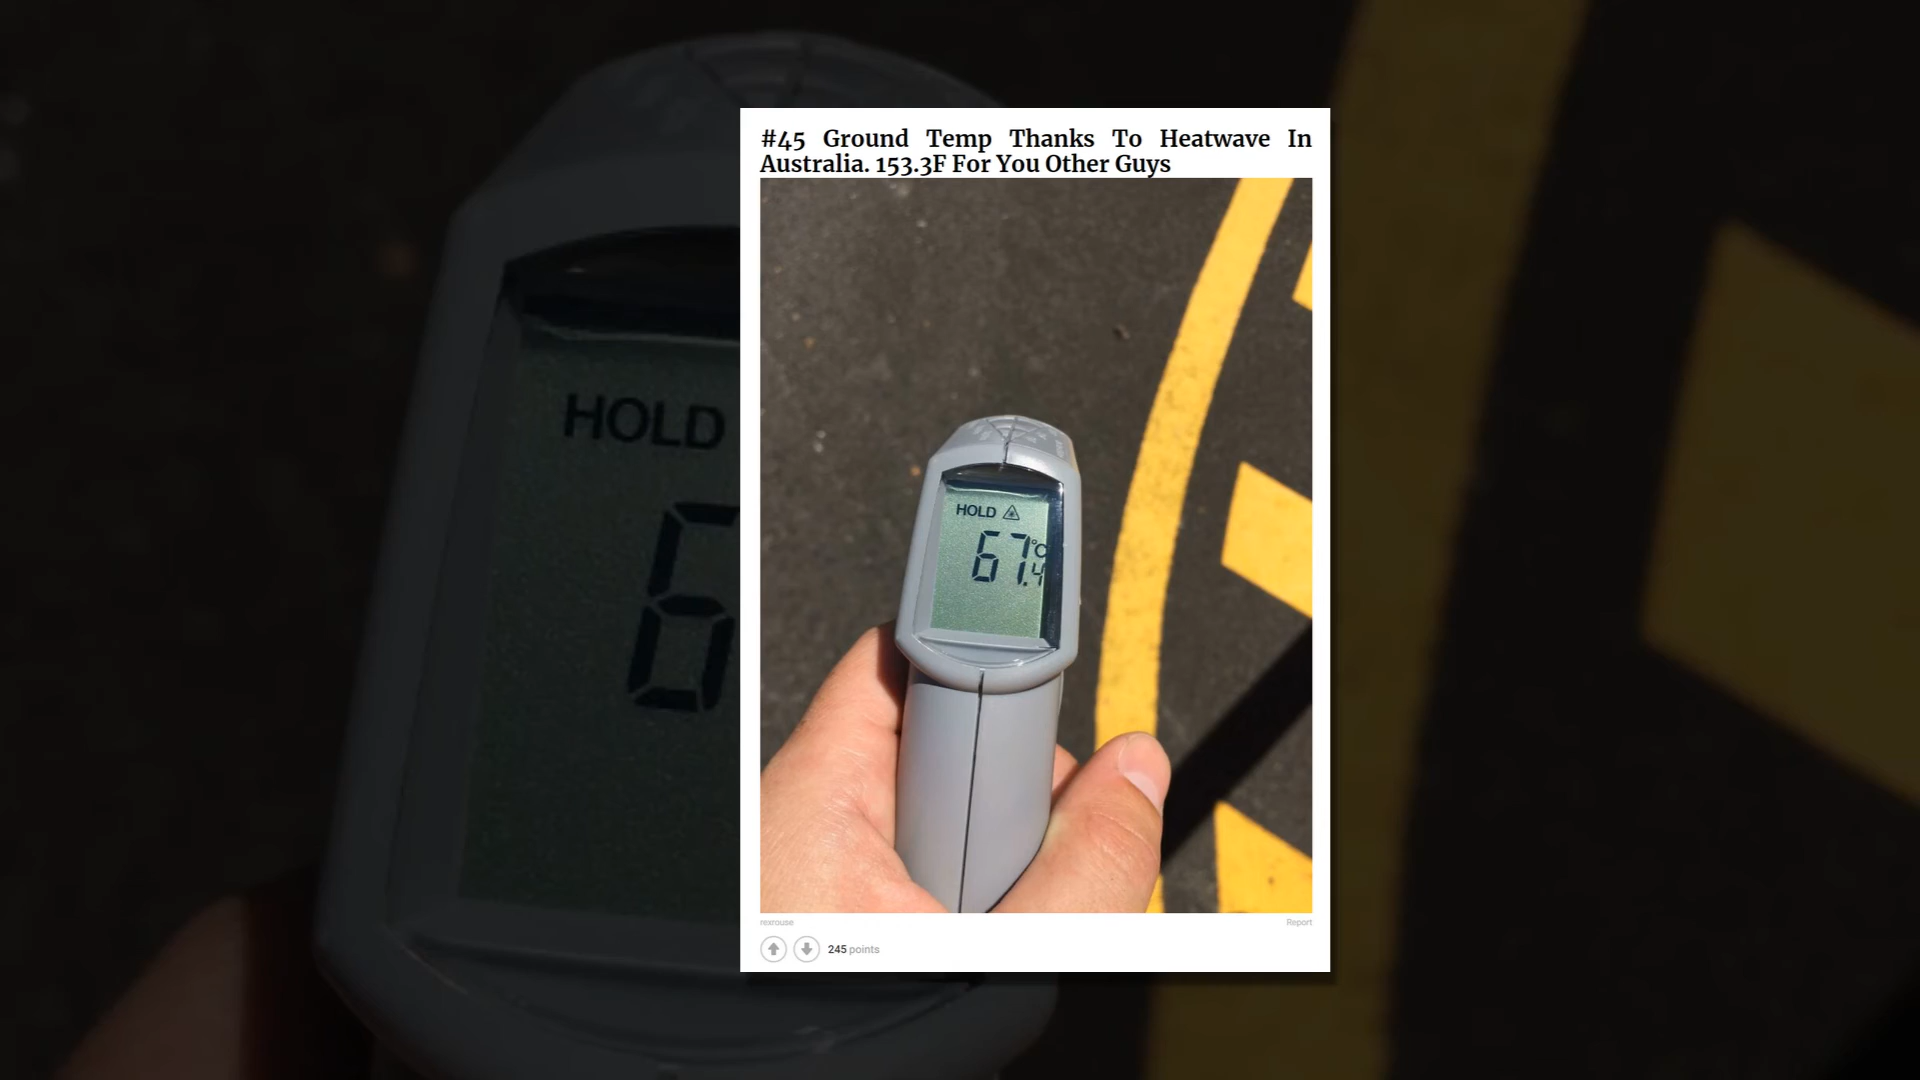 #45 Ground Temp Thanks To Heatwave In
Australia. 153.3F For You Other Guys
HOLD
6
HOLD
67.4°C
rexrouse
Report
245 points